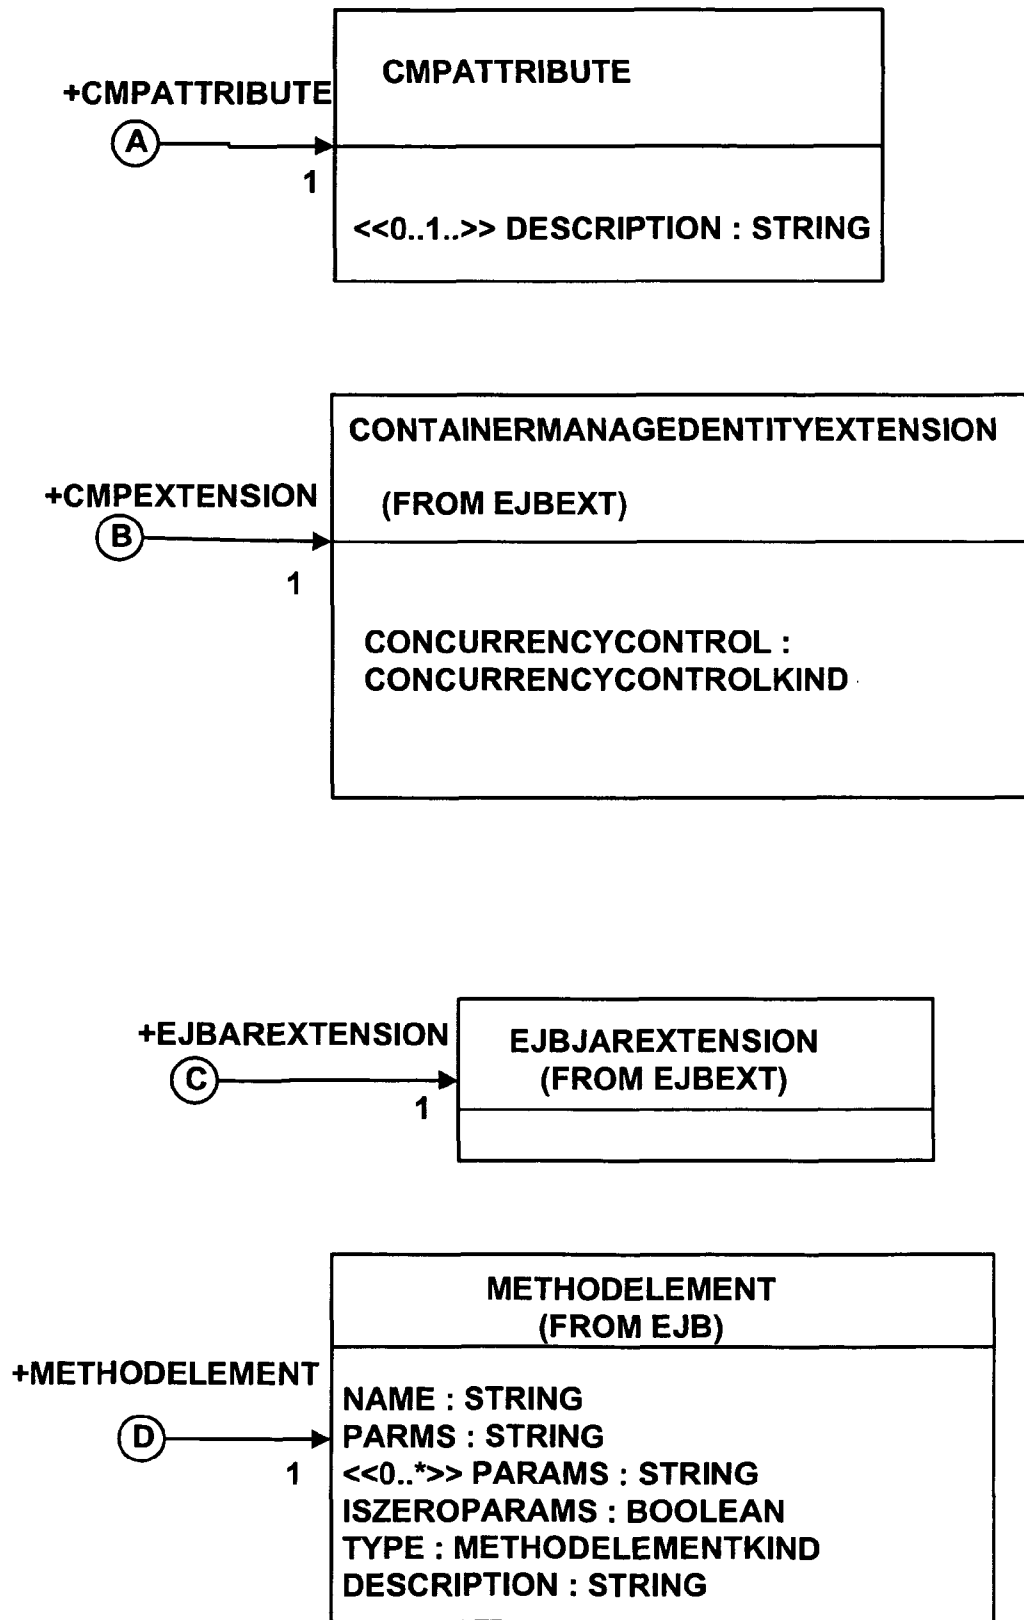 CMPATTRIBUTE
+CMPATTRIBUTE
A
1
<<0..1..>> DESCRIPTION : STRING
CONTAINERMANAGEDENTITYEXTENSION
+CMPEXTENSION
(FROM EJBEXT)
B
1
CONCURRENCYCONTROL :
CONCURRENCYCONTROLKIND
+EJBAREXTENSION
EJBJAREXTENSION
(FROM EJBEXT)
C
1
METHODELEMENT
(FROM EJB)
+METHODELEMENT
NAME : STRING
D
PARMS : STRING
1
<<0..*>> PARAMS : STRING
ISZEROPARAMS : BOOLEAN
TYPE : METHODELEMENTKIND
DESCRIPTION : STRING